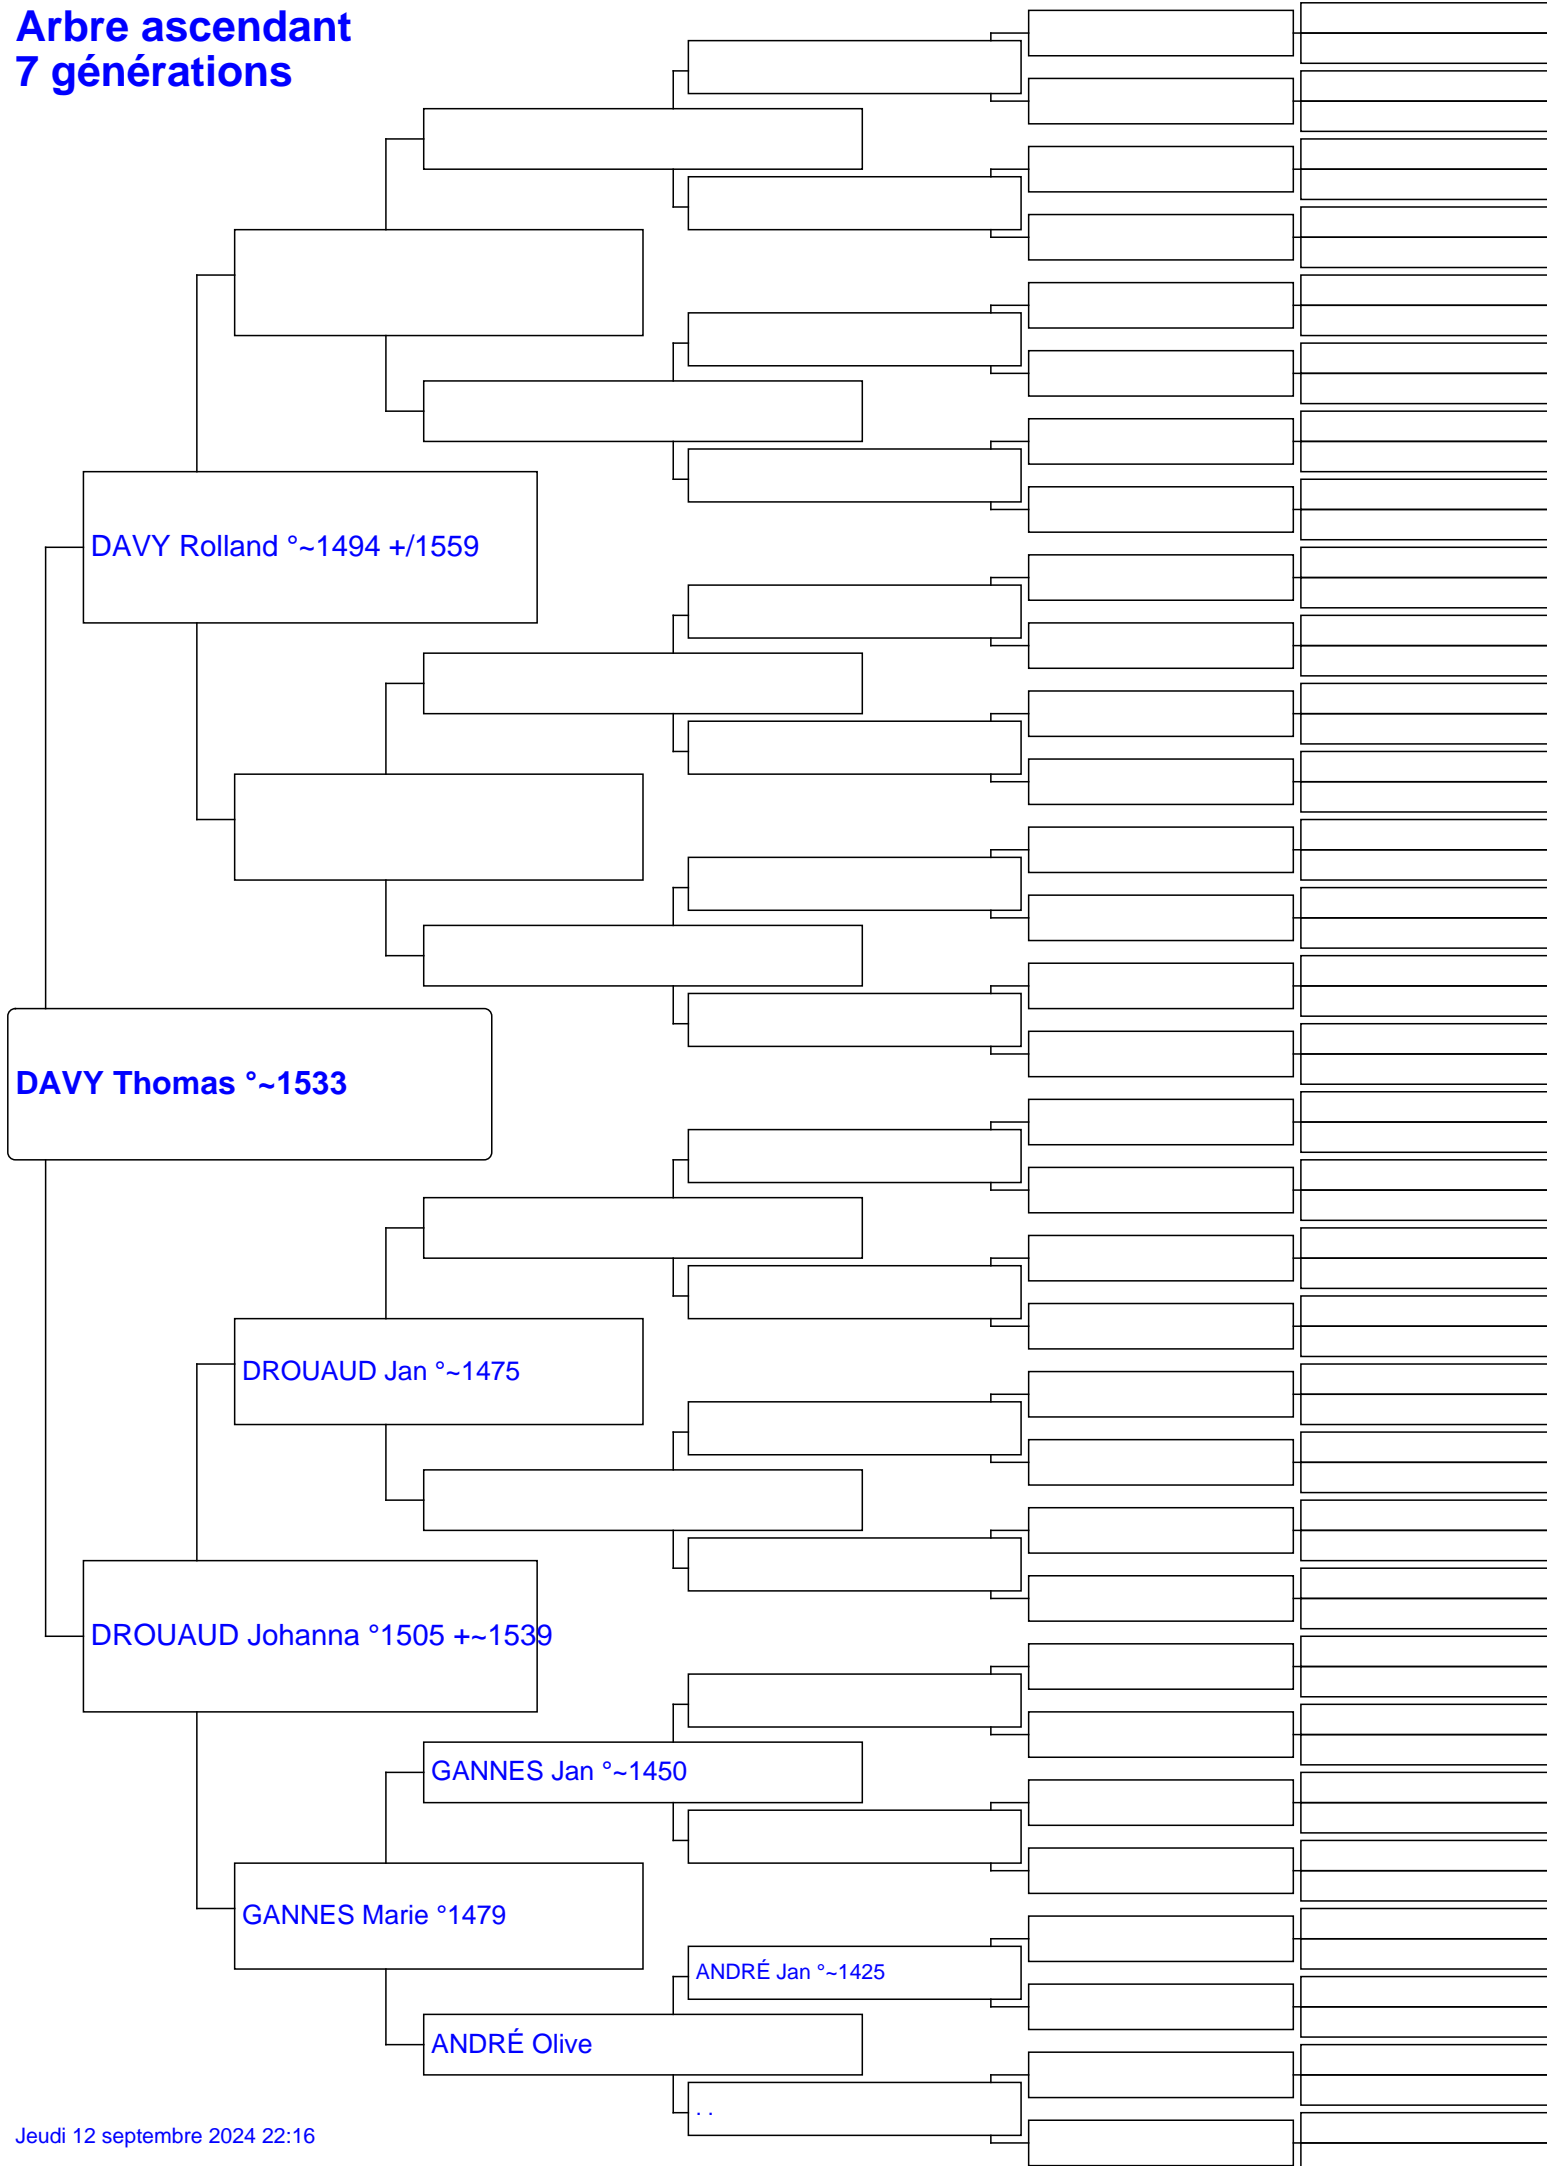 Arbre ascendant
7 générations
DAVY Rolland °~1494 +/1559
DAVY Thomas °~1533
DROUAUD Jan °~1475
DROUAUD Johanna °1505 +~1539
GANNES Jan °~1450
GANNES Marie °1479
ANDRÉ Jan °~1425
ANDRÉ Olive
. .
Jeudi 12 septembre 2024 22:16